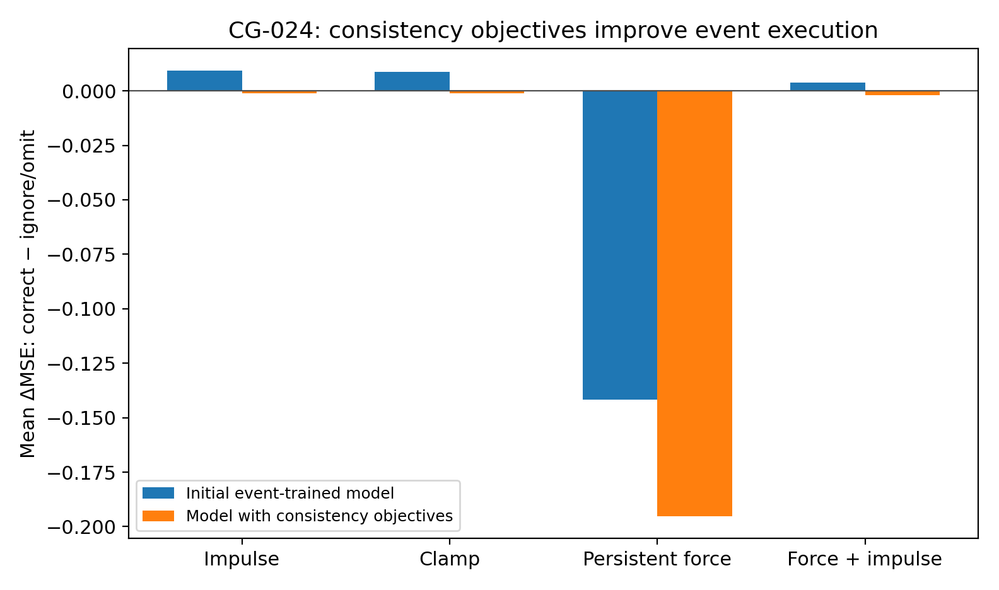 CG-024: consistency objectives improve event execution
Mean ΔMSE: correct − ignore/omit
0.000
−0.025
−0.050
−0.075
−0.100
−0.125
−0.150
−0.175
−0.200
Initial event-trained model
Model with consistency objectives
Impulse
Clamp
Persistent force
Force + impulse